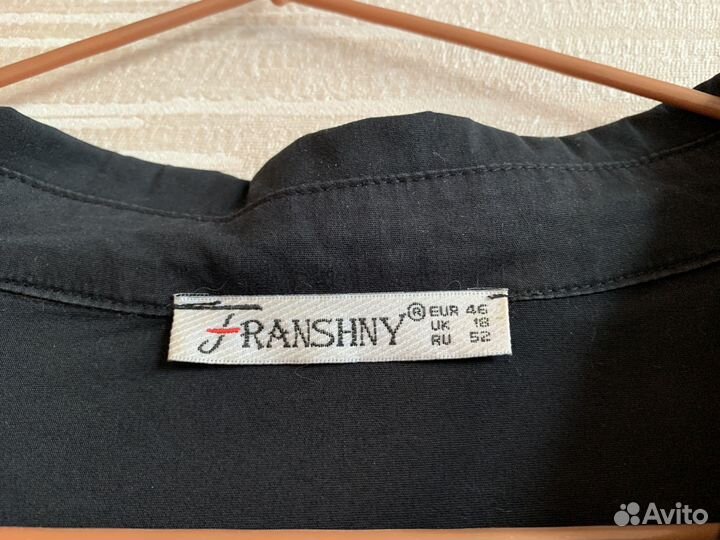 FRANSHNY® EUR 46
UK 18
RU 52
Avito